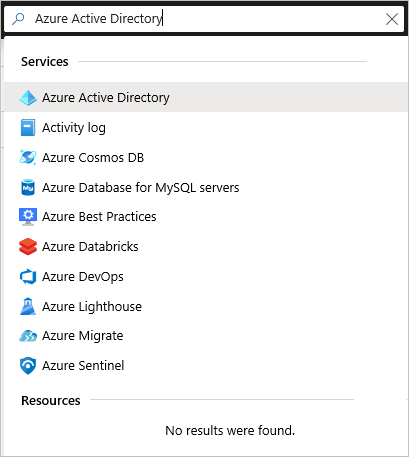 Azure Active Directory
Services
Azure Active Directory
Activity log
Azure Cosmos DB
Azure Database for MySQL servers
Azure Best Practices
Azure Databricks
Azure DevOps
Azure Lighthouse
Azure Migrate
Azure Sentinel
Resources
No results were found.